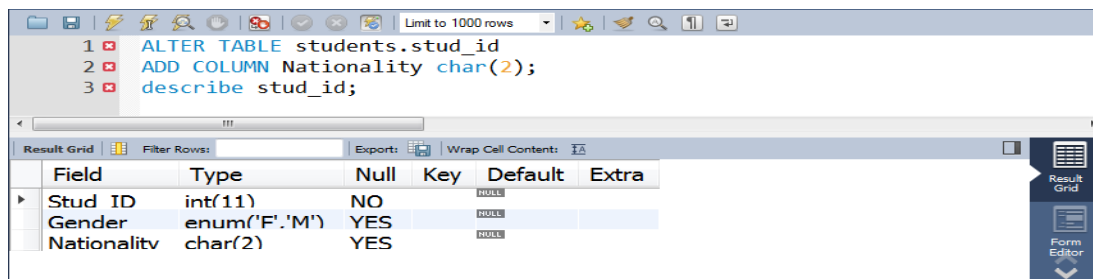 Limit to 1000 rows
1 ALTER TABLE students.stud_id
2 ADD COLUMN Nationality char(2);
3 describe stud_id;
Result Grid Filter Rows: Export: Wrap Cell Content: IA
Field Type Null Key Default Extra
Stud_ID int(11) NO NULL
Gender enum('F','M') YES NULL
Nationality char(2) YES NULL
Result
Grid
Form
Editor